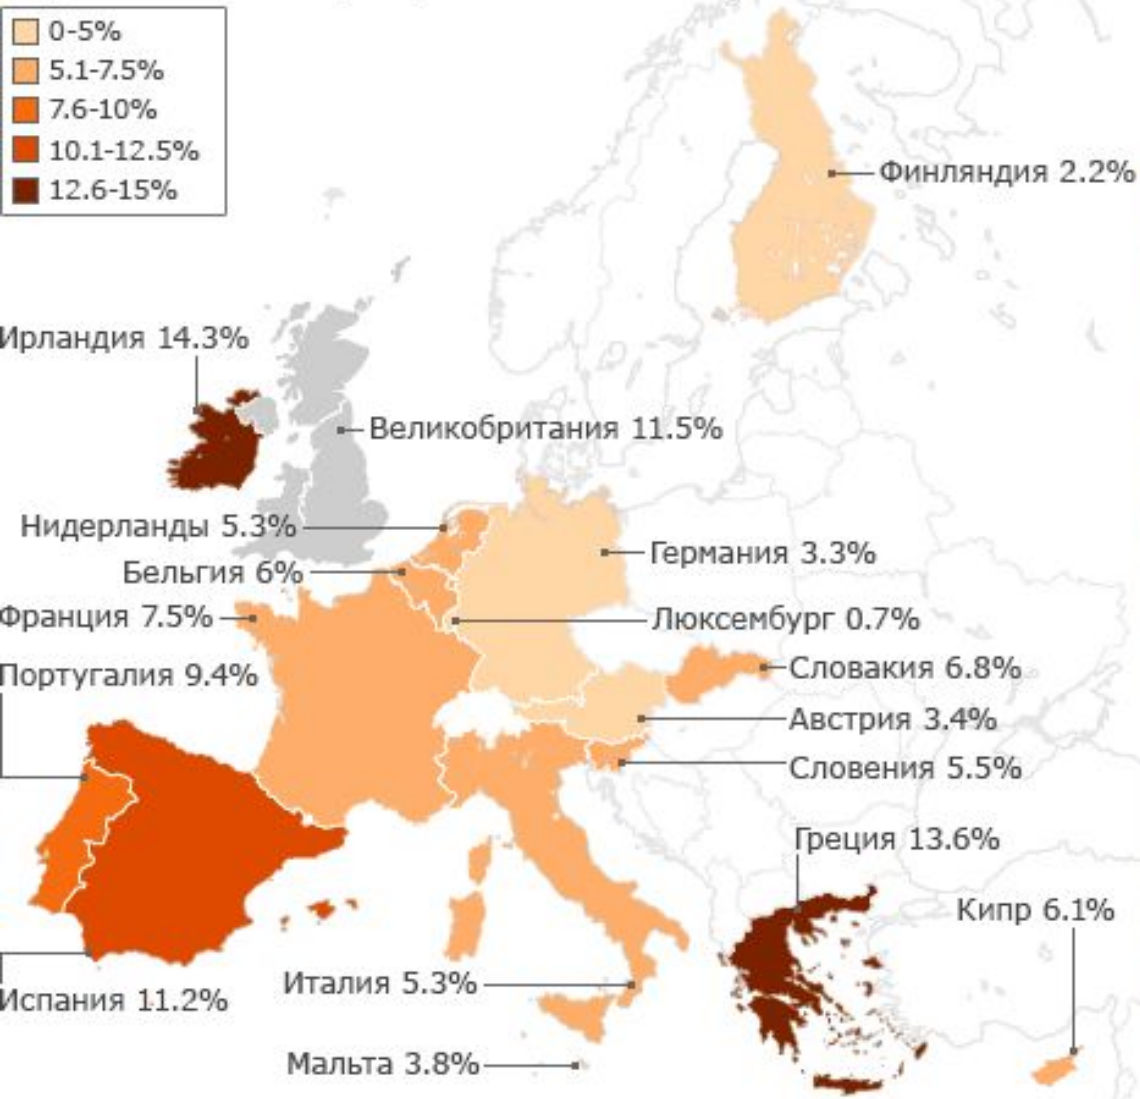 0-5%
5.1-7.5%
7.6-10%
10.1-12.5%
12.6-15%
Финляндия 2.2%
Ирландия 14.3%
Великобритания 11.5%
Нидерланды 5.3%
Германия 3.3%
Бельгия 6%
Франция 7.5%
Люксембург 0.7%
Португалия 9.4%
Словакия 6.8%
Австрия 3.4%
Словения 5.5%
Греция 13.6%
Кипр 6.1%
Италия 5.3%
Испания 11.2%
Мальта 3.8%